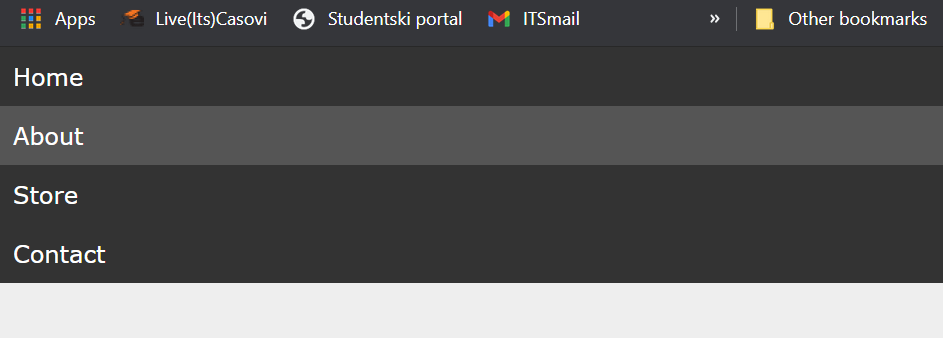 Apps Live(Its)Casovi Studentski portal ITSmail » Other bookmarks
Home
About
Store
Contact